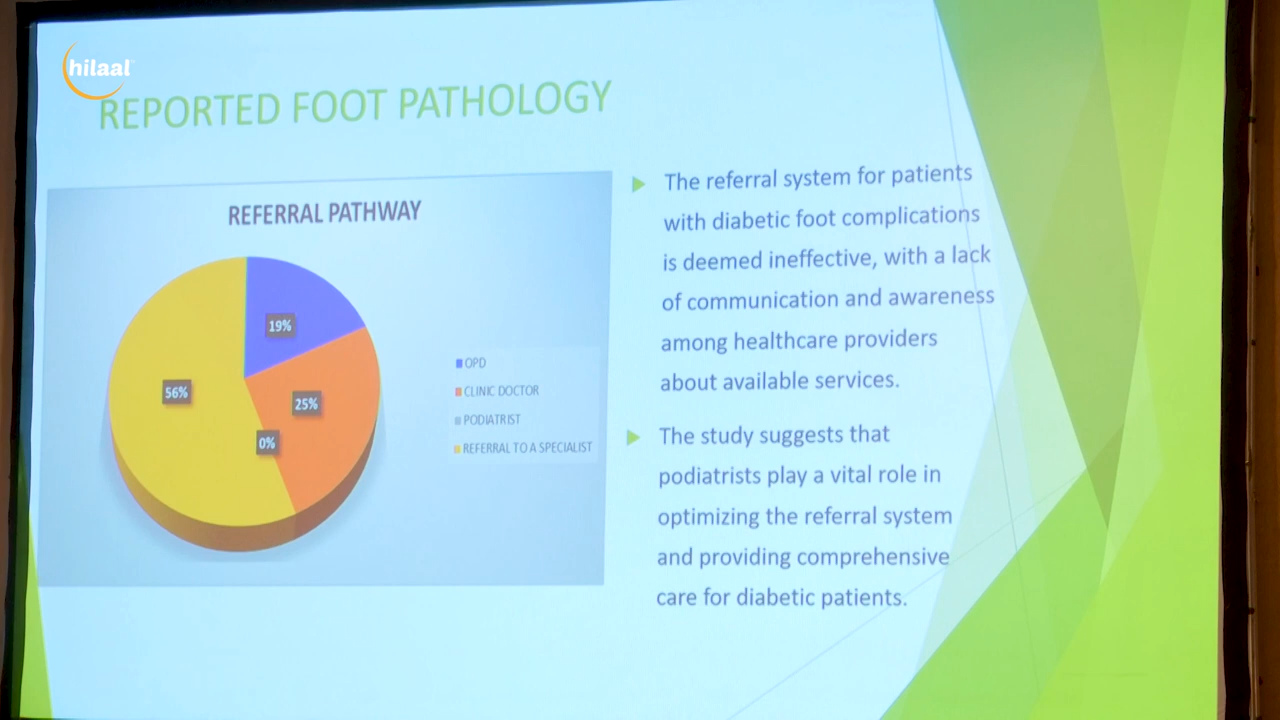 hilaal
REPORTED FOOT PATHOLOGY
REFERRAL PATHWAY
19%
56%
25%
0%
OPD
CLINIC DOCTOR
PODIATRIST
REFERRAL TO A SPECIALIST
The referral system for patients
with diabetic foot complications
is deemed ineffective, with a lack
of communication and awareness
among healthcare providers
about available services.
The study suggests that
podiatrists play a vital role in
optimizing the referral system
and providing comprehensive
care for diabetic patients.